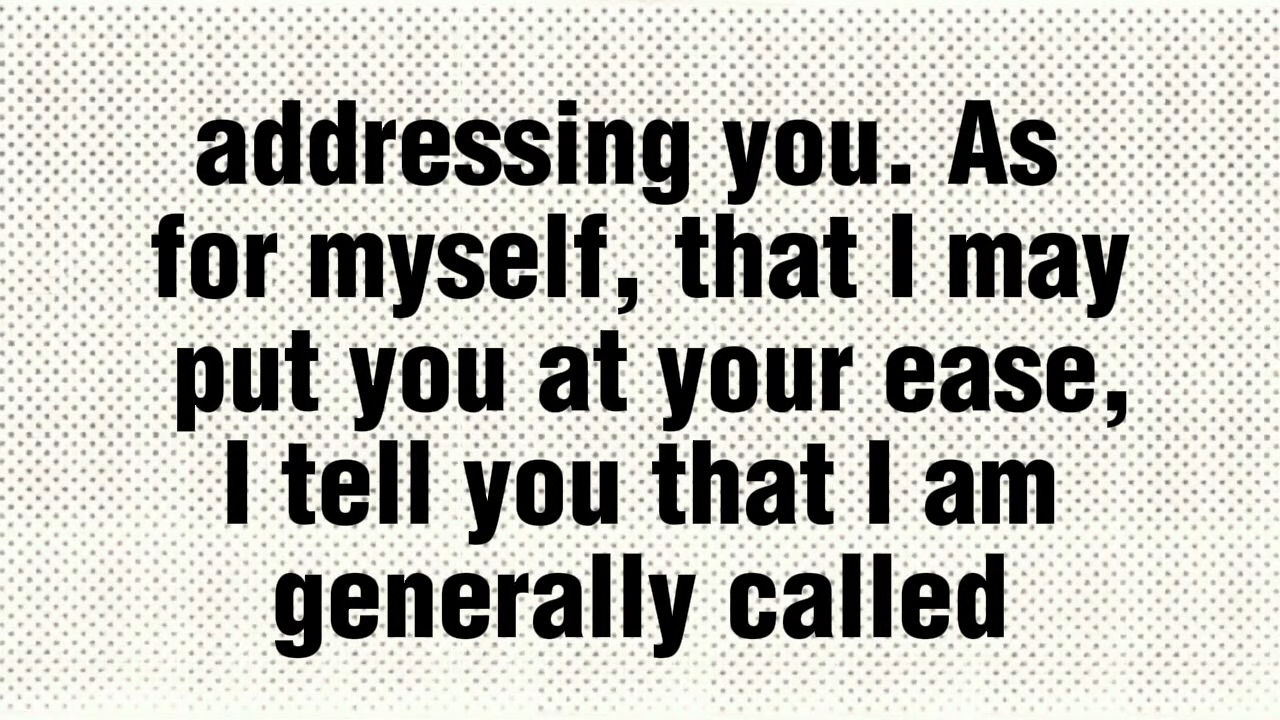 addressing you. As
for myself, that I may
put you at your ease,
I tell you that I am
generally called